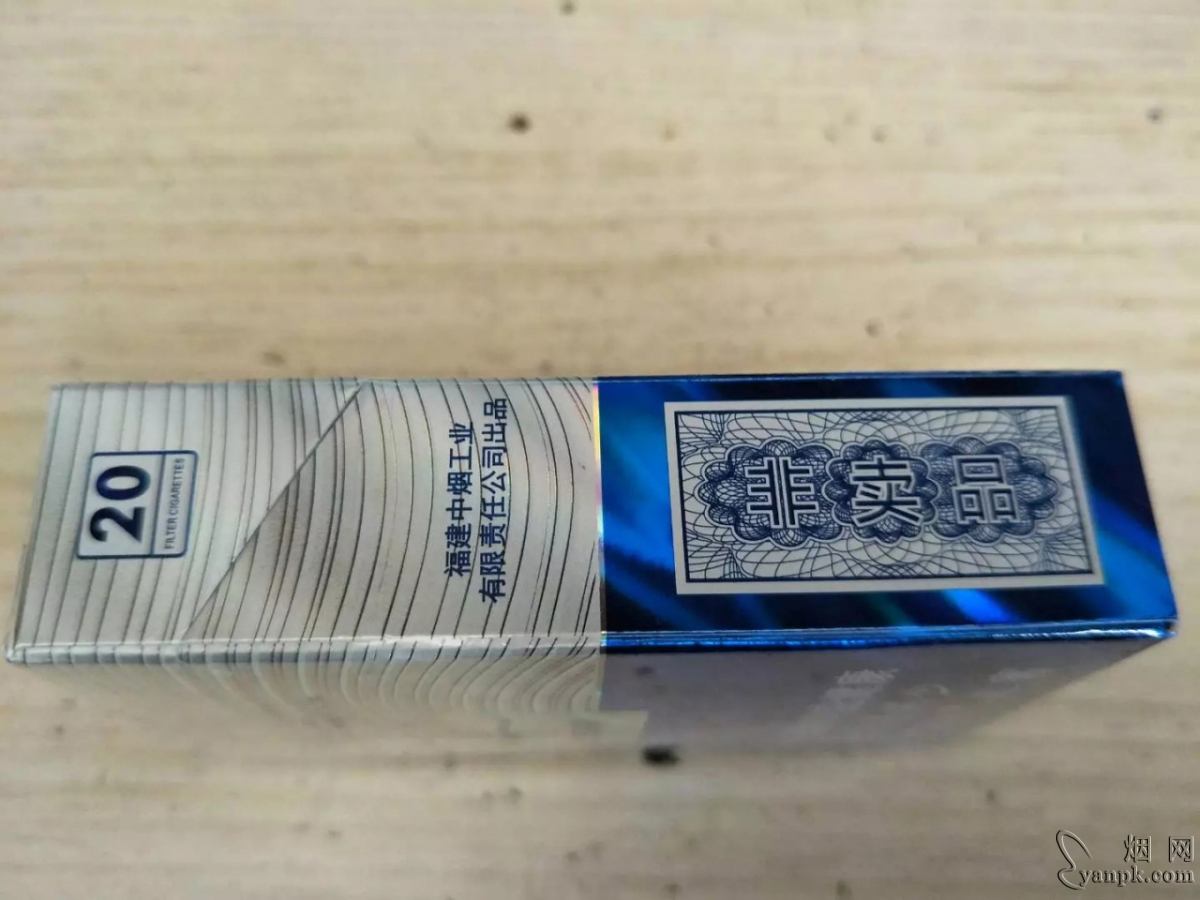 20
FILTER CIGARETTES
福建中烟工业
有限责任公司出品
非卖品
烟网
yanpk.com